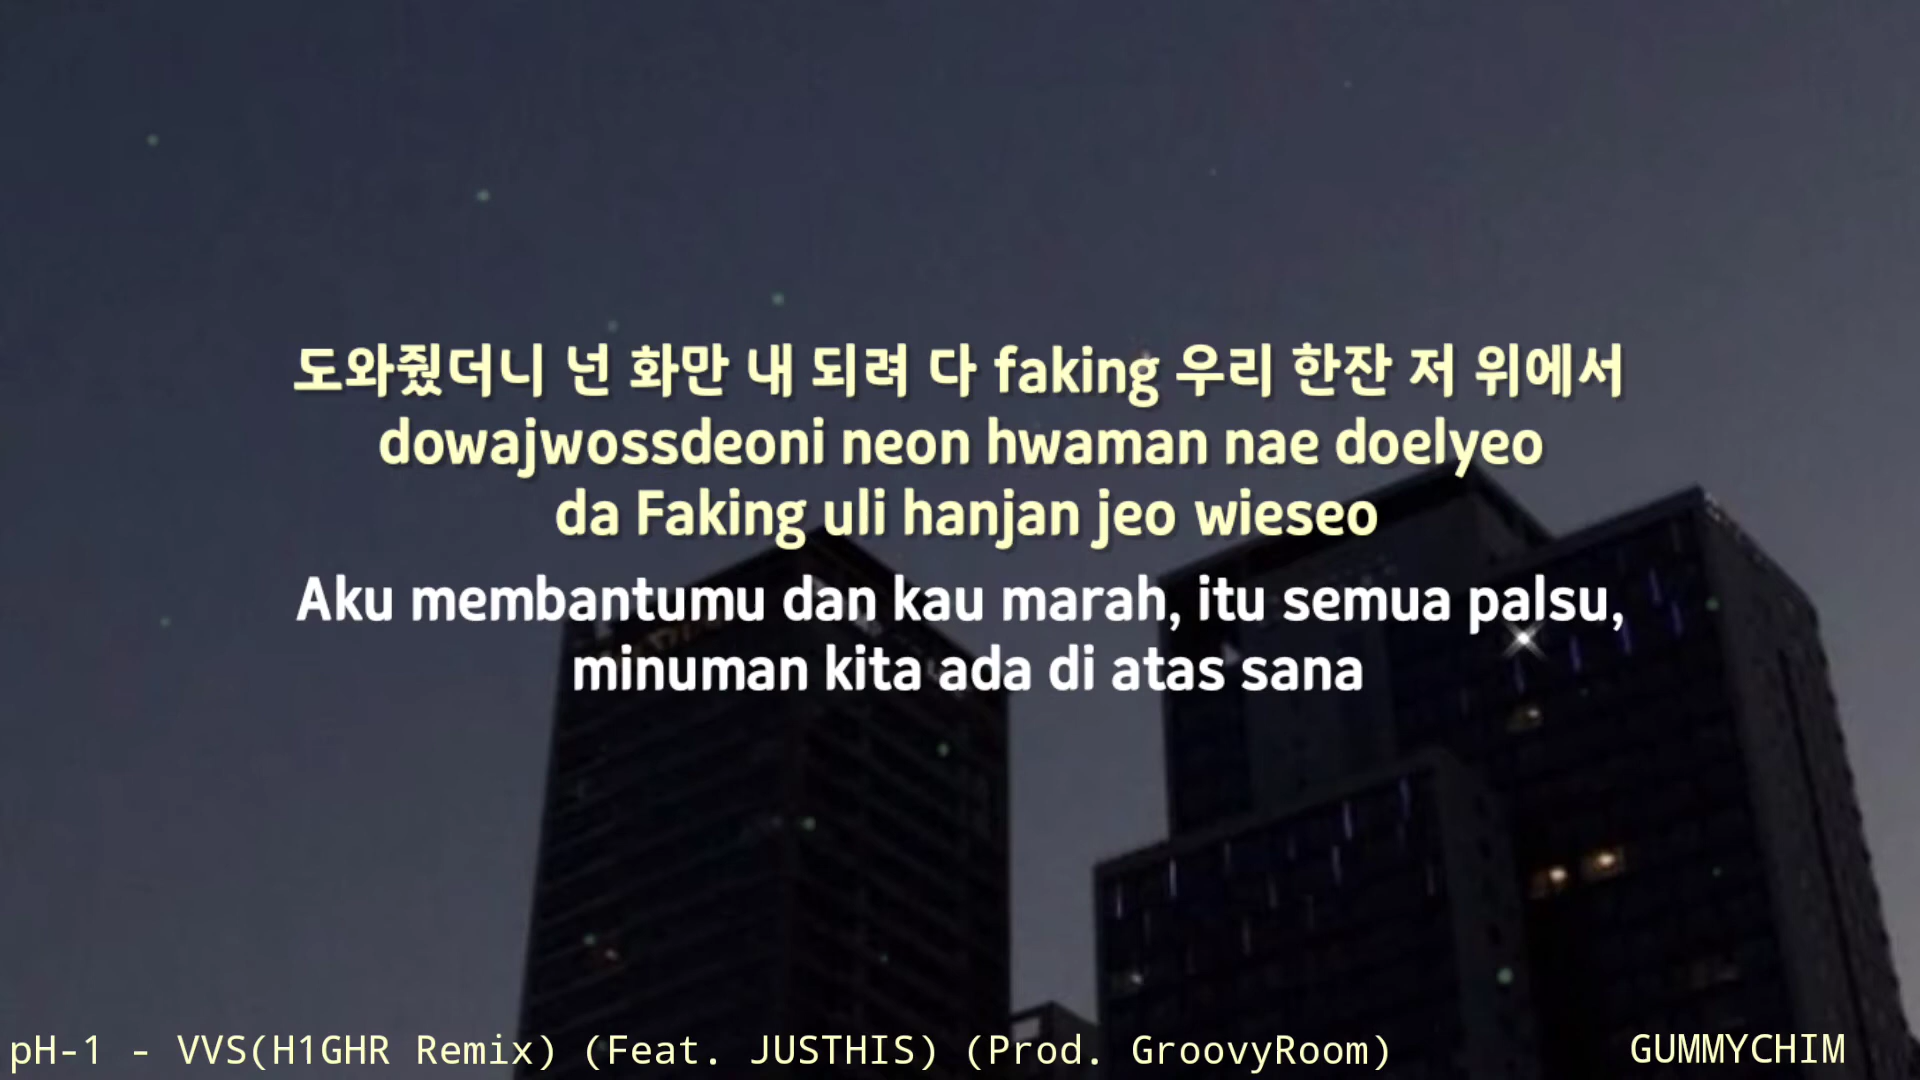 도와줬더니 넌 화만 내 되려 다 faking 우리 한잔 저 위에서
dowajwossdeoni neon hwaman nae doelyeo
da Faking uli hanjan jeo wieseo
Aku membantumu dan kau marah, itu semua palsu,
minuman kita ada di atas sana
pH-1 - VVS(H1GHR Remix) (Feat. JUSTHIS) (Prod. GroovyRoom)
GUMMYCHIM